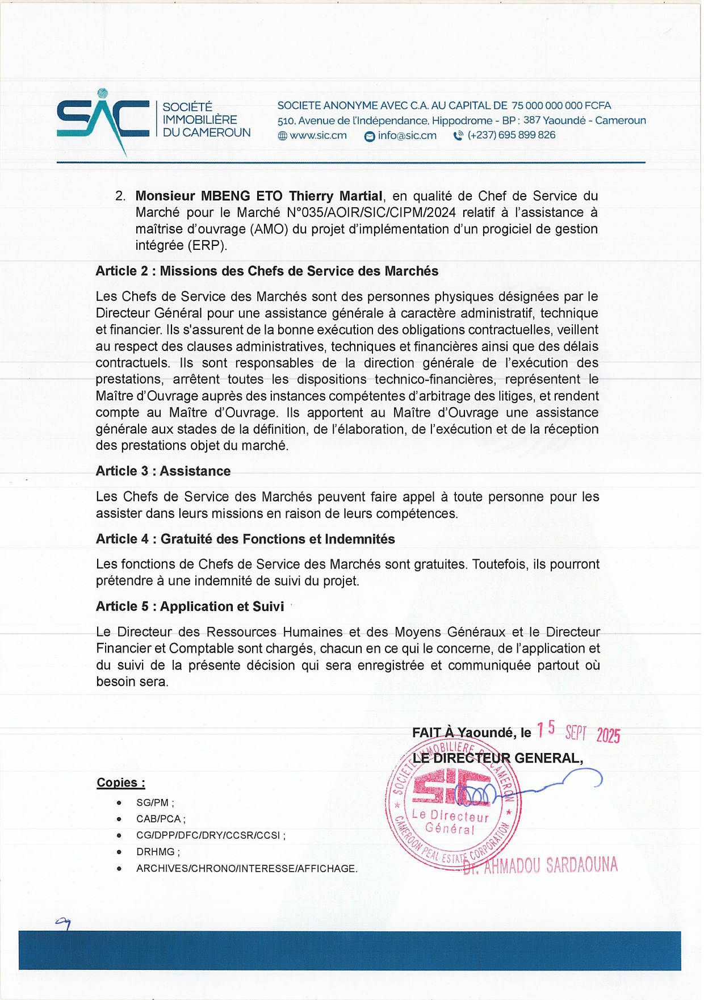 SIC
SOCIÉTÉ
IMMOBILIÈRE
DU CAMEROUN
SOCIETE ANONYME AVEC C.A. AU CAPITAL DE 75 000 000 000 FCFA
510, Avenue de l'Indépendance, Hippodrome - BP : 387 Yaoundé - Cameroun
www.sic.cm info@sic.cm (+237) 695 899 826
2. Monsieur MBENG ETO Thierry Martial, en qualité de Chef de Service du
Marché pour le Marché N°035/AOIR/SIC/CIPM/2024 relatif à l'assistance à
maîtrise d'ouvrage (AMO) du projet d'implémentation d'un progiciel de gestion
intégrée (ERP).
Article 2 : Missions des Chefs de Service des Marchés
Les Chefs de Service des Marchés sont des personnes physiques désignées par le
Directeur Général pour une assistance générale à caractère administratif, technique
et financier. Ils s'assurent de la bonne exécution des obligations contractuelles, veillent
au respect des clauses administratives, techniques et financières ainsi que des délais
contractuels. Ils sont responsables de la direction générale de l'exécution des
prestations, arrêtent toutes les dispositions technico-financières, représentent le
Maître d'Ouvrage auprès des instances compétentes d'arbitrage des litiges, et rendent
compte au Maître d'Ouvrage. Ils apportent au Maître d'Ouvrage une assistance
générale aux stades de la définition, de l'élaboration, de l'exécution et de la réception
des prestations objet du marché.
Article 3 : Assistance
Les Chefs de Service des Marchés peuvent faire appel à toute personne pour les
assister dans leurs missions en raison de leurs compétences.
Article 4 : Gratuité des Fonctions et Indemnités
Les fonctions de Chefs de Service des Marchés sont gratuites. Toutefois, ils pourront
prétendre à une indemnité de suivi du projet.
Article 5 : Application et Suivi
Le Directeur des Ressources Humaines et des Moyens Généraux et le Directeur
Financier et Comptable sont chargés, chacun en ce qui le concerne, de l'application et
du suivi de la présente décision qui sera enregistrée et communiquée partout où
besoin sera.
FAIT À Yaoundé, le 15 SEPT 2025
LE DIRECTEUR GENERAL,
SOCIETE IMMOBILIERE DU CAMEROUN
SIC
Le Directeur
Général
CAMEROON REAL ESTATE CORPORATION
Dr. AHMADOU SARDAOUNA
Copies :
• SG/PM ;
• CAB/PCA ;
• CG/DPP/DFC/DRY/CCSR/CCSI ;
• DRHMG ;
• ARCHIVES/CHRONO/INTERESSE/AFFICHAGE.